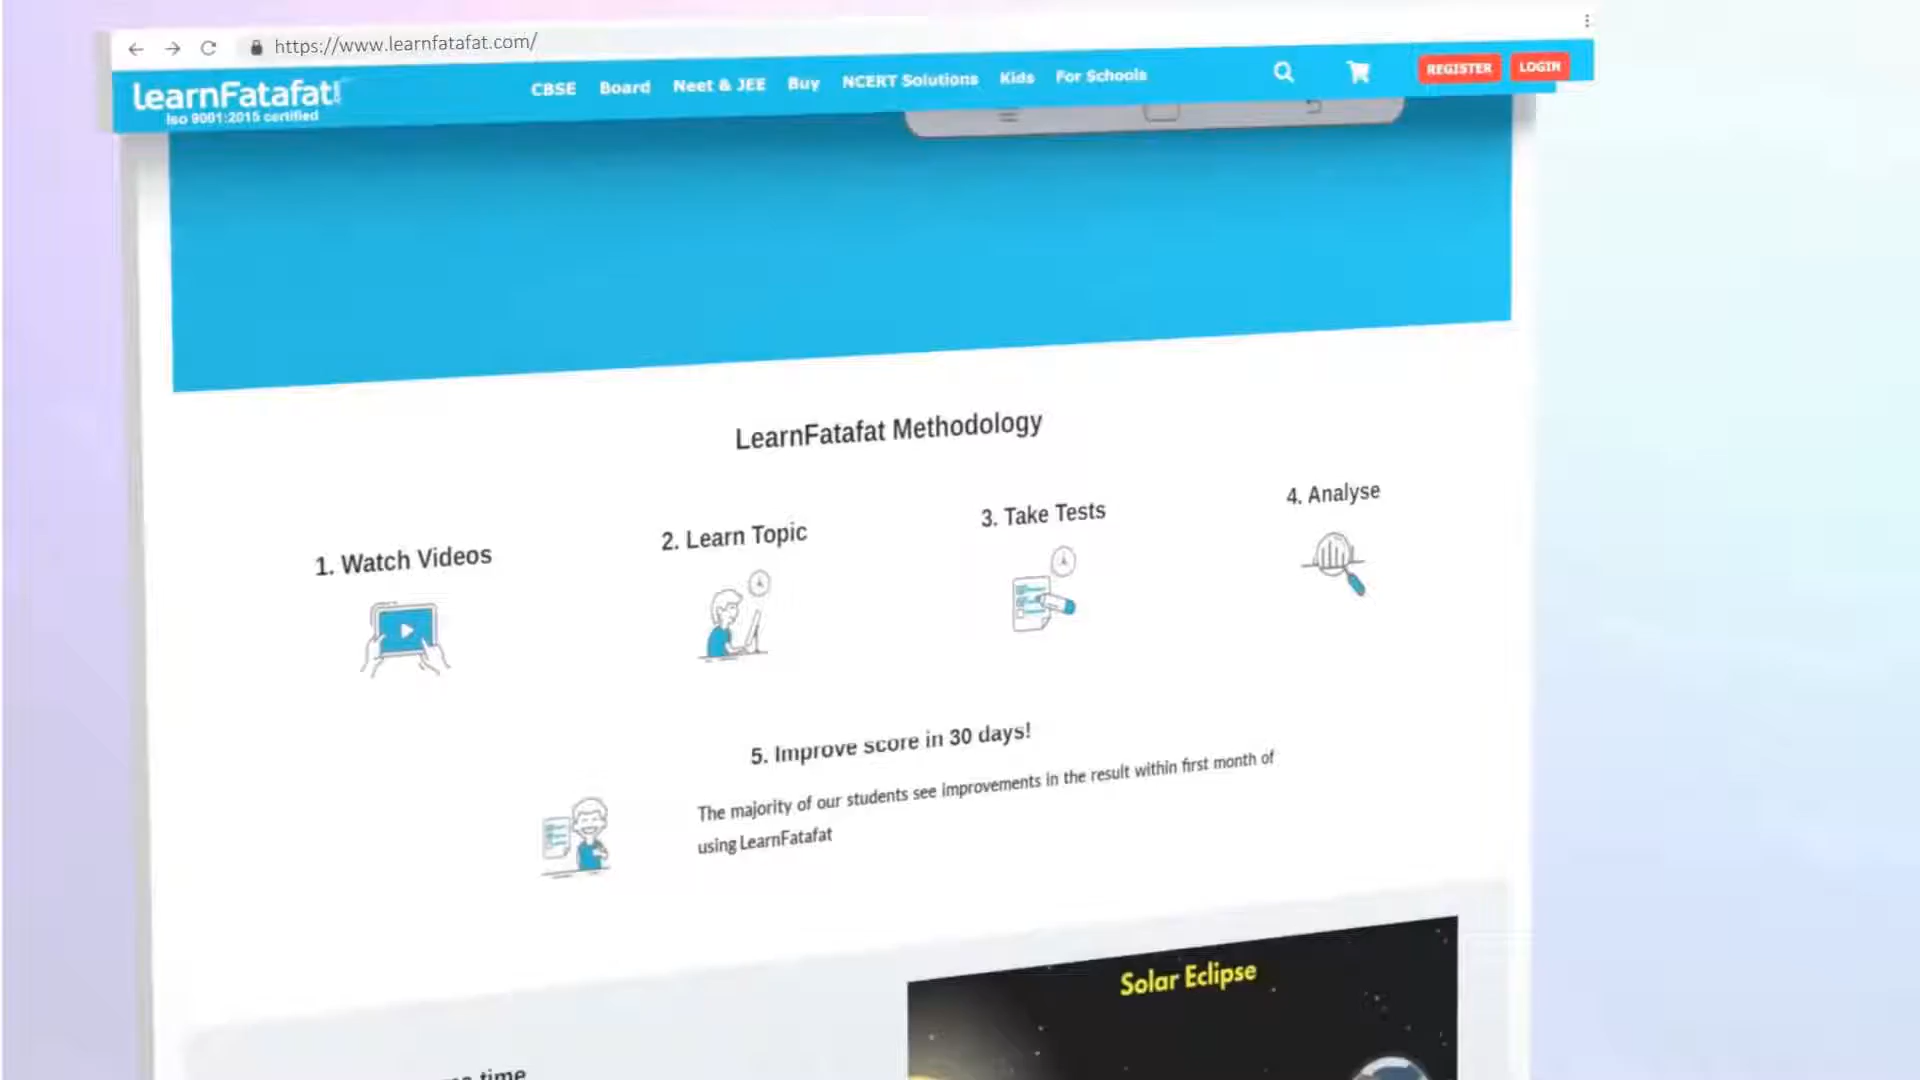 https://www.learnfatafat.com/
learnFatafat!
Iso 9001:2015 certified
CBSE Board Neet & JEE Buy NCERT Solutions Kids For Schools
REGISTER LOGIN
LearnFatafat Methodology
1. Watch Videos
2. Learn Topic
3. Take Tests
4. Analyse
5. Improve score in 30 days!
The majority of our students see improvements in the result within first month of
using LearnFatafat
Solar Eclipse
time